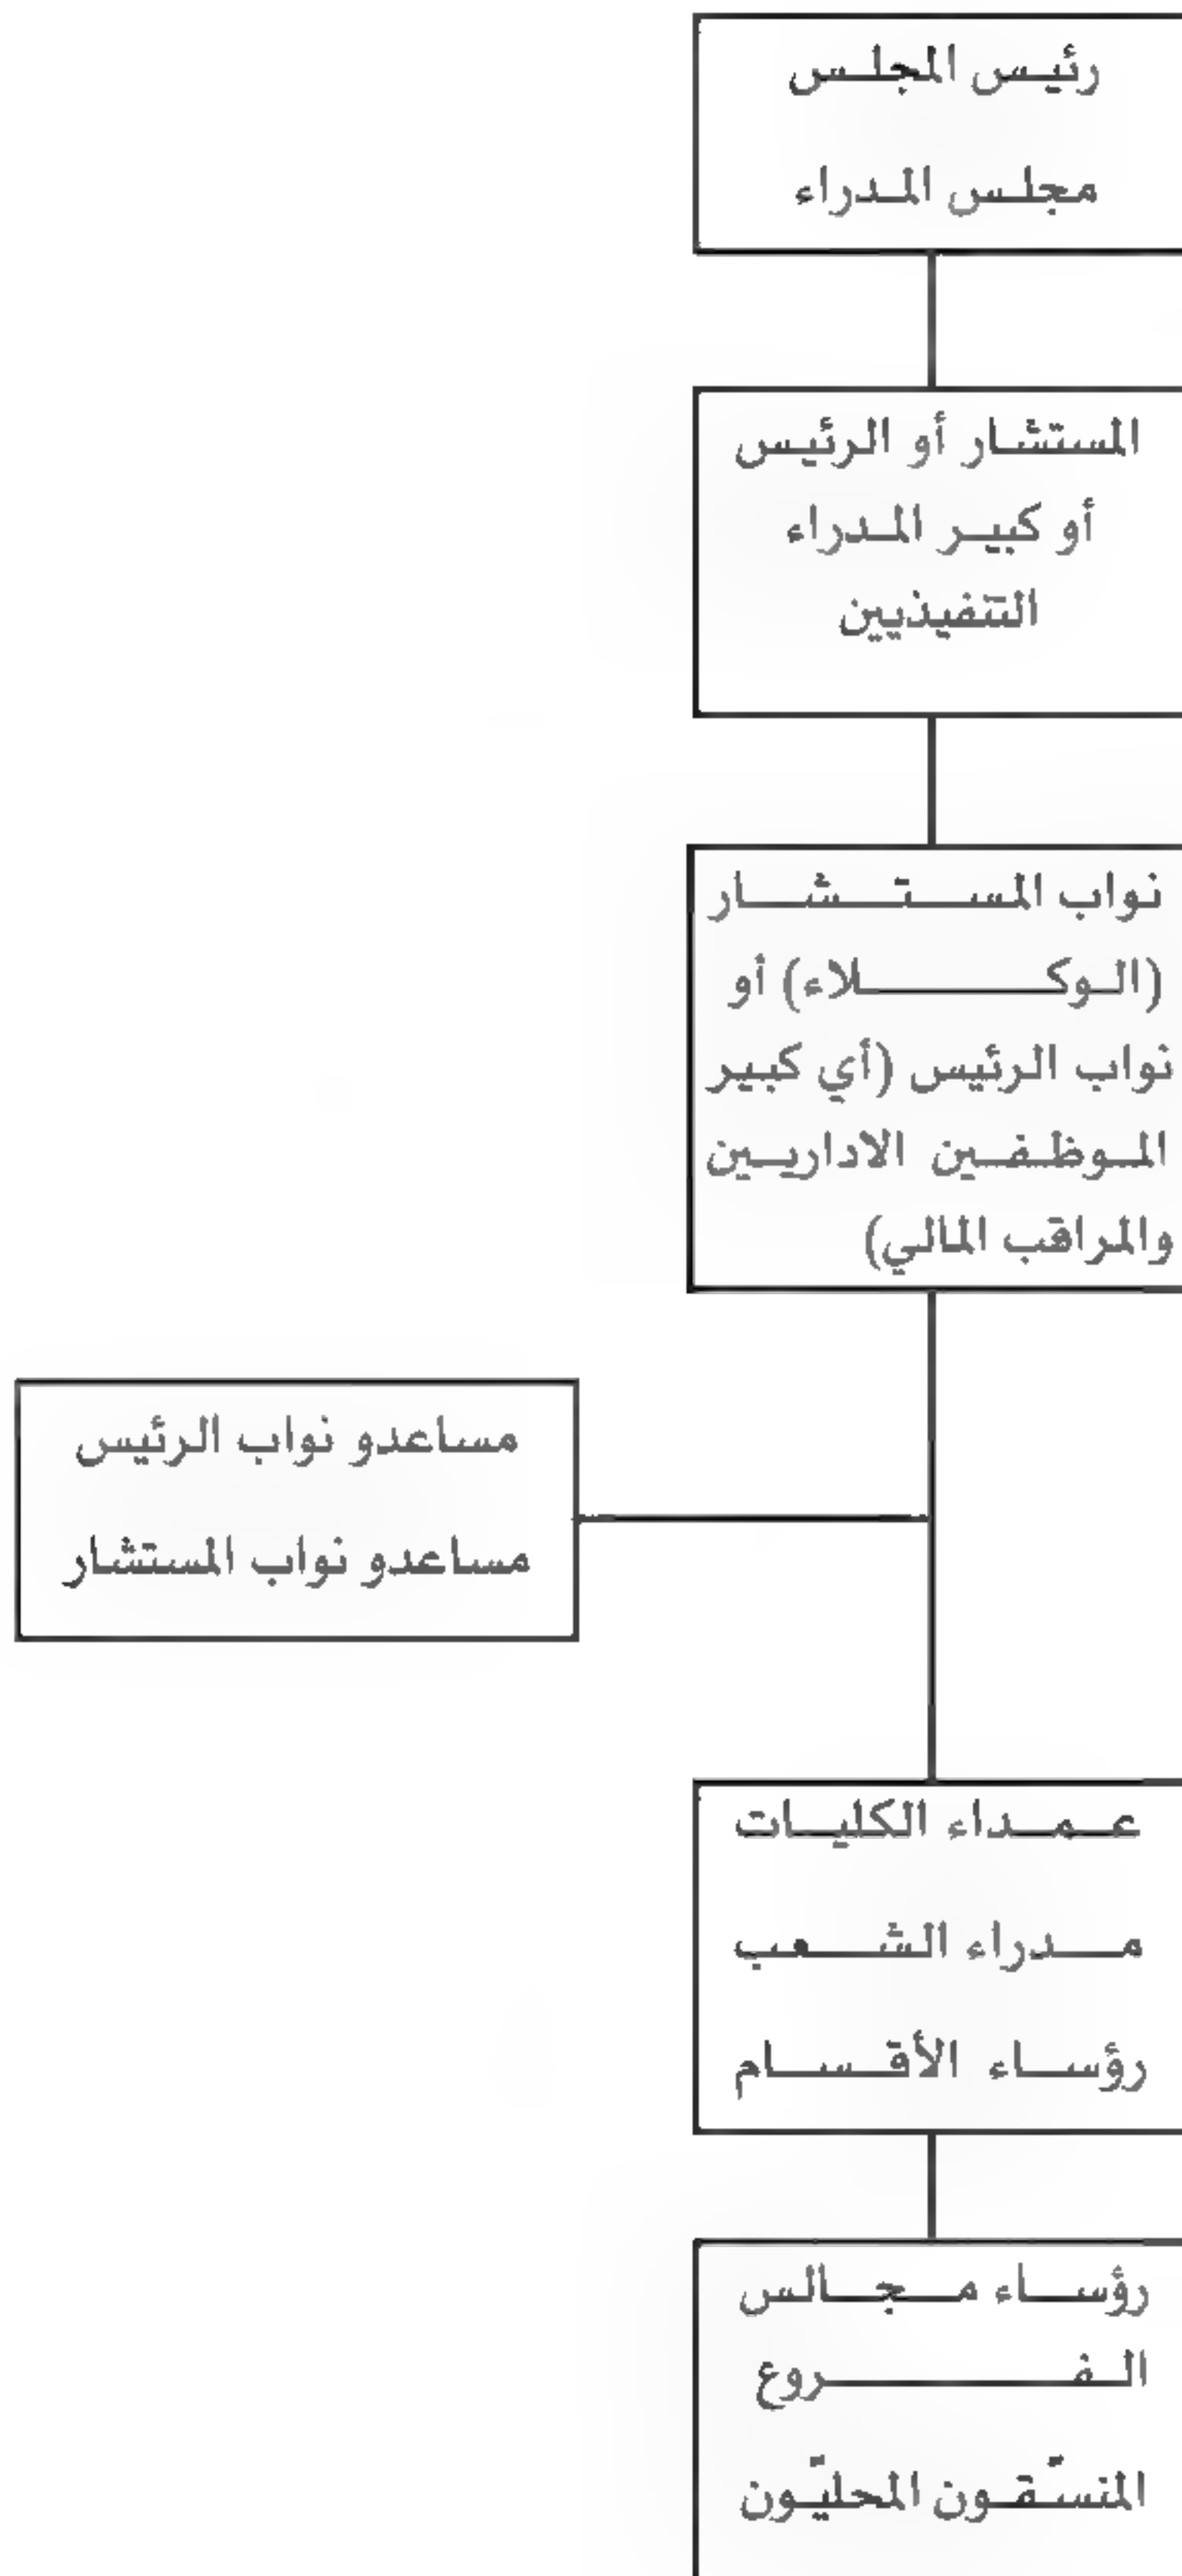 رئيس المجلس
مجلس المدراء
المستشار أو الرئيس
أو كبير المدراء
التنفيذيين
نواب المستشار
(الوكلاء) أو
نواب الرئيس (أي كبير
الموظفين الاداريين
والمراقب المالي)
مساعدو نواب الرئيس
مساعدو نواب المستشار
عمداء الكليات
مدراء الشعب
رؤساء الأقسام
رؤساء مجالس
الفروع
المنسّقون المحليّون